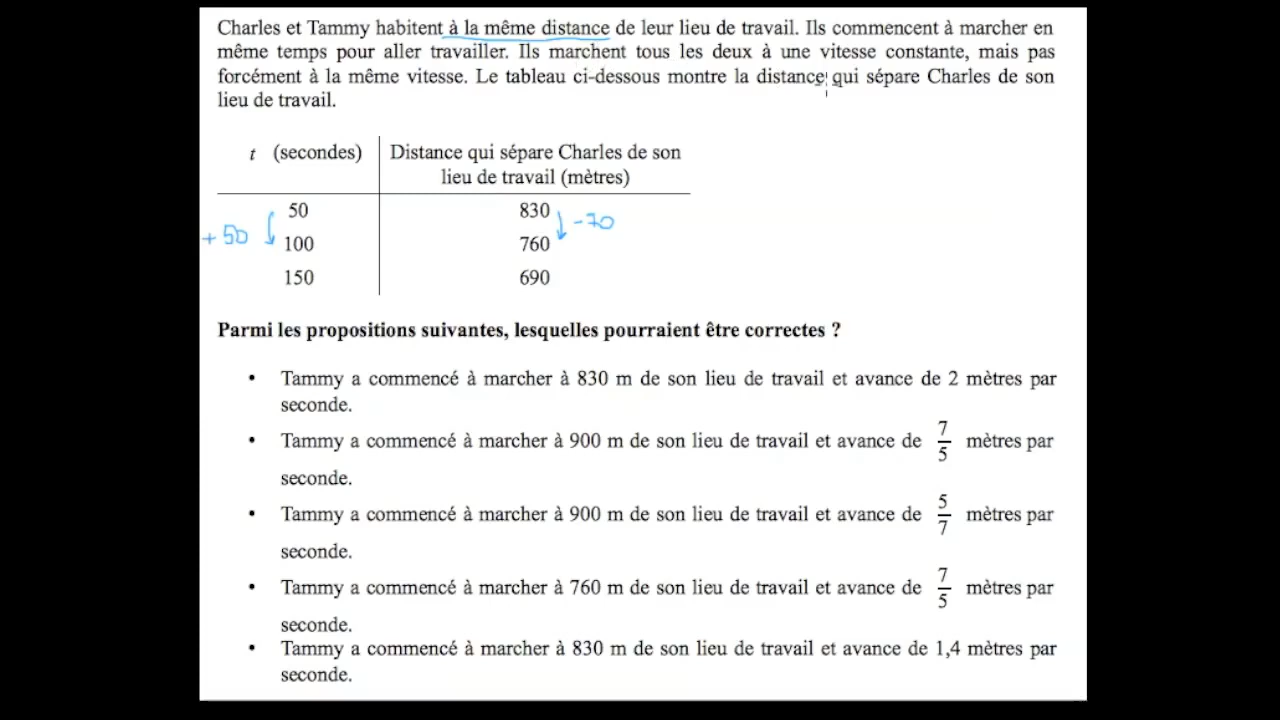 Charles et Tammy habitent à la même distance de leur lieu de travail. Ils commencent à marcher en
même temps pour aller travailler. Ils marchent tous les deux à une vitesse constante, mais pas
forcément à la même vitesse. Le tableau ci-dessous montre la distance qui sépare Charles de son
lieu de travail.
t (secondes) Distance qui sépare Charles de son
lieu de travail (mètres)
50 830
+50 -70
100 760
150 690
Parmi les propositions suivantes, lesquelles pourraient être correctes ?
• Tammy a commencé à marcher à 830 m de son lieu de travail et avance de 2 mètres par
seconde.
• Tammy a commencé à marcher à 900 m de son lieu de travail et avance de 7/5 mètres par
seconde.
• Tammy a commencé à marcher à 900 m de son lieu de travail et avance de 5/7 mètres par
seconde.
• Tammy a commencé à marcher à 760 m de son lieu de travail et avance de 7/5 mètres par
seconde.
• Tammy a commencé à marcher à 830 m de son lieu de travail et avance de 1,4 mètres par
seconde.